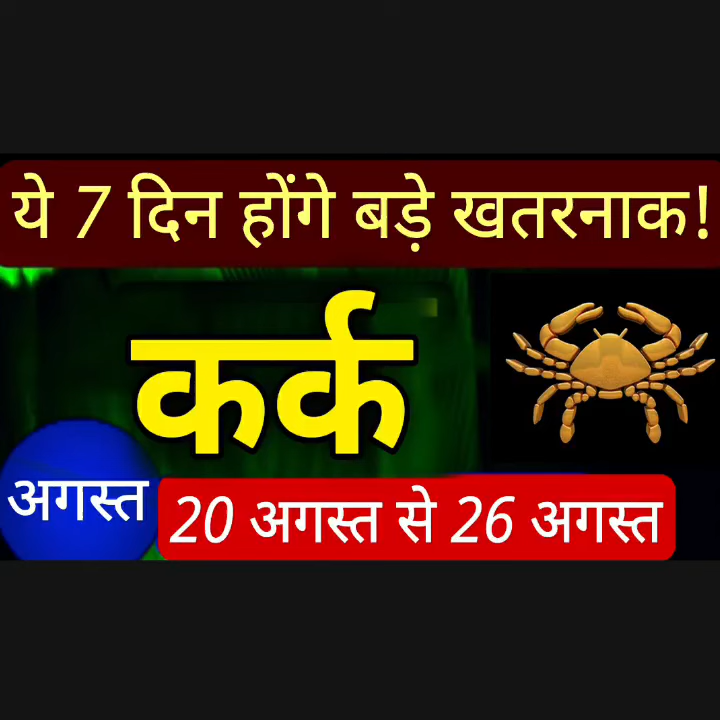 ये 7 दिन होंगे बड़े खतरनाक!
कर्क
अगस्त
20 अगस्त से 26 अगस्त